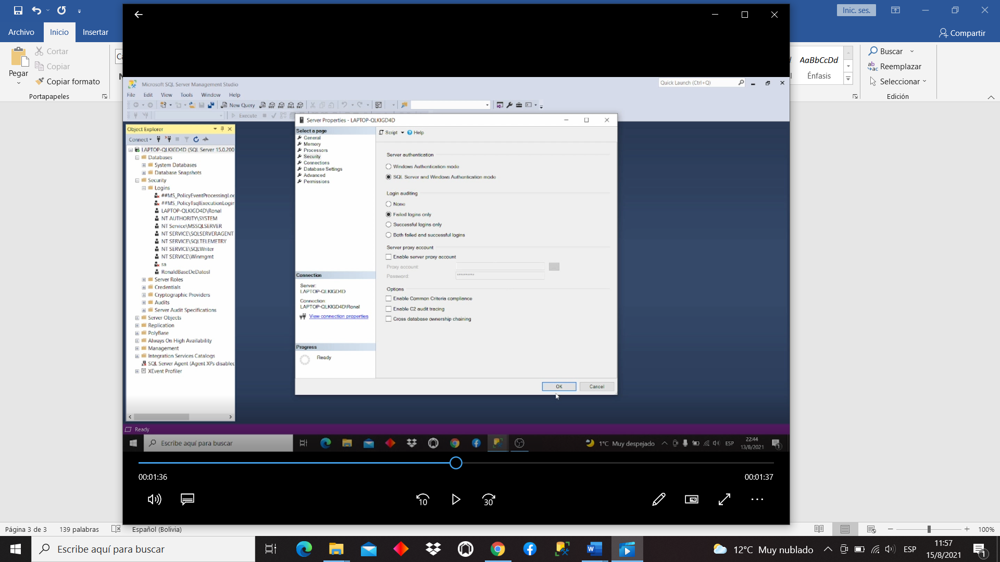 Inic. ses.
Archivo
Inicio
Insertar
Compartir
Pegar
Cortar
Copiar
Copiar formato
Portapapeles
AaBbCcDd
Énfasis
Buscar
Reemplazar
Seleccionar
Edición
Microsoft SQL Server Management Studio
Quick Launch (Ctrl+Q)
File Edit View Tools Window Help
New Query
Execute
Object Explorer
Connect
LAPTOP-QLKIGD4D (SQL Server 15.0.200
Databases
System Databases
Database Snapshots
Security
Logins
##MS_PolicyEventProcessingLo
##MS_PolicyTsqlExecutionLogin
LAPTOP-QLKIGD4D\Ronal
NT AUTHORITY\SYSTEM
NT Service\MSSQLSERVER
NT SERVICE\SQLSERVERAGENT
NT SERVICE\SQLTELEMETRY
NT SERVICE\SQLWriter
NT SERVICE\Winmgmt
sa
RonaldBaseDeDatosI
Server Roles
Credentials
Cryptographic Providers
Audits
Server Audit Specifications
Server Objects
Replication
PolyBase
Always On High Availability
Management
Integration Services Catalogs
SQL Server Agent (Agent XPs disabled
XEvent Profiler
Server Properties - LAPTOP-QLKIGD4D
Select a page
General
Memory
Processors
Security
Connections
Database Settings
Advanced
Permissions
Connection
Server:
LAPTOP-QLKIGD4D
Connection:
LAPTOP-QLKIGD4D\Ronal
View connection properties
Progress
Ready
Script Help
Server authentication
Windows Authentication mode
SQL Server and Windows Authentication mode
Login auditing
None
Failed logins only
Successful logins only
Both failed and successful logins
Server proxy account
Enable server proxy account
Proxy account:
Password: **********
Options
Enable Common Criteria compliance
Enable C2 audit tracing
Cross database ownership chaining
OK Cancel
Ready
Escribe aquí para buscar
1°C Muy despejado
ESP
22:44
13/8/2021
1
00:01:36
00:01:37
10
30
Página 3 de 3 139 palabras Español (Bolivia)
100%
Escribe aquí para buscar
12°C Muy nublado
ESP
11:57
15/8/2021
1